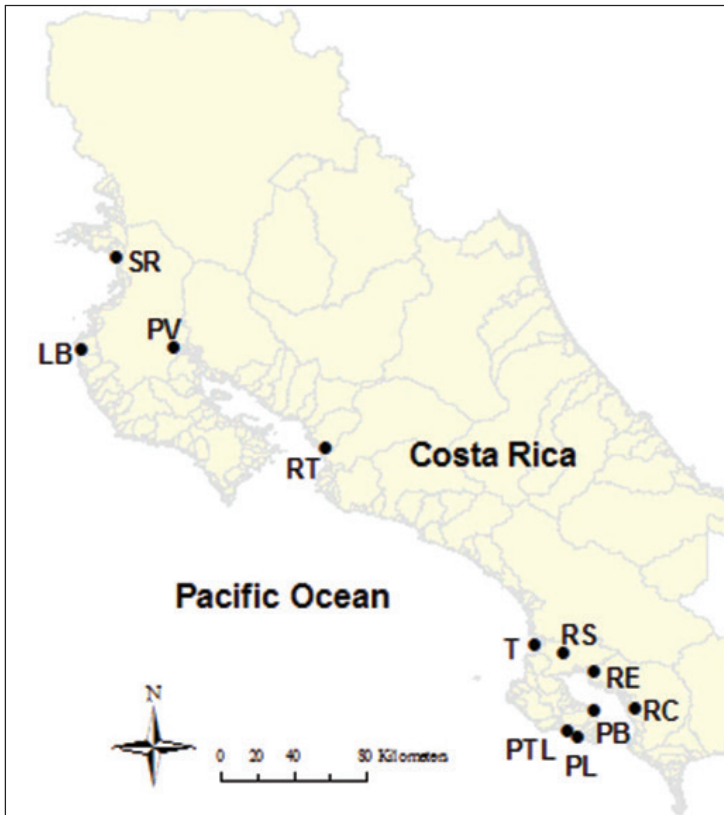 SR
PV
LB
RT
Costa Rica
Pacific Ocean
T
RS
RE
RC
PB
PTL
PL
N
0 20 40 80 Kilometers